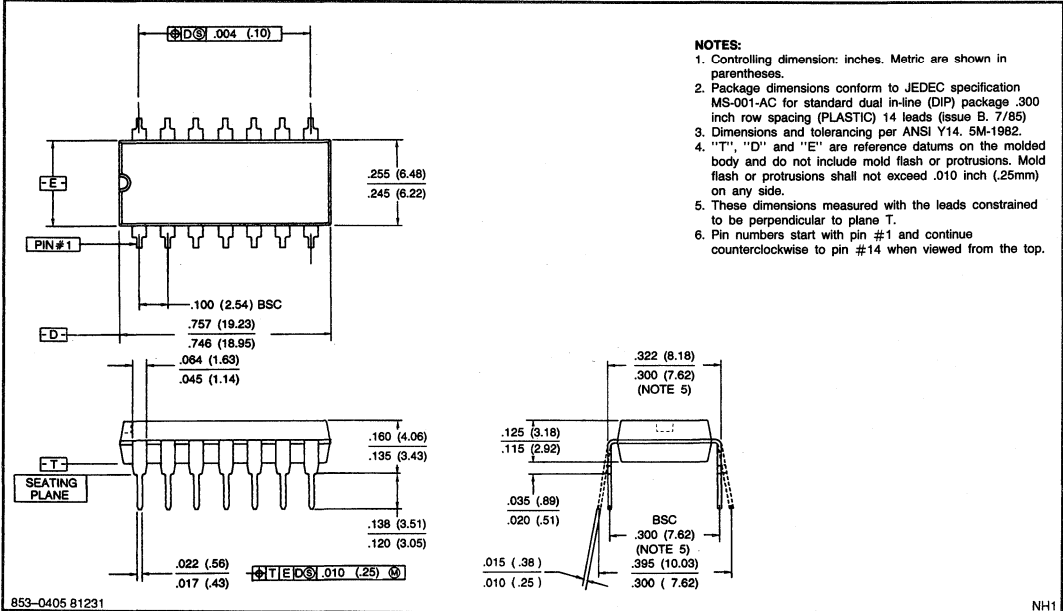 ⌖ DⓈ .004 (.10)
NOTES:
1. Controlling dimension: inches. Metric are shown in
parentheses.
2. Package dimensions conform to JEDEC specification
MS-001-AC for standard dual in-line (DIP) package .300
inch row spacing (PLASTIC) 14 leads (issue B. 7/85)
3. Dimensions and tolerancing per ANSI Y14. 5M-1982.
4. "T", "D" and "E" are reference datums on the molded
body and do not include mold flash or protrusions. Mold
flash or protrusions shall not exceed .010 inch (.25mm)
on any side.
5. These dimensions measured with the leads constrained
to be perpendicular to plane T.
6. Pin numbers start with pin #1 and continue
counterclockwise to pin #14 when viewed from the top.
- E -
.255 (6.48)
.245 (6.22)
PIN #1
.100 (2.54) BSC
- D -
.757 (19.23)
.746 (18.95)
.064 (1.63)
.045 (1.14)
.322 (8.18)
.300 (7.62)
(NOTE 5)
.160 (4.06)
.135 (3.43)
.125 (3.18)
.115 (2.92)
- T -
SEATING
PLANE
.138 (3.51)
.120 (3.05)
.035 (.89)
.020 (.51)
BSC
.300 (7.62)
(NOTE 5)
.395 (10.03)
.300 ( 7.62)
.022 (.56)
.017 (.43)
⌖ T E DⓈ .010 (.25) Ⓜ
.015 ( .38 )
.010 ( .25 )
853-0405 81231
NH1